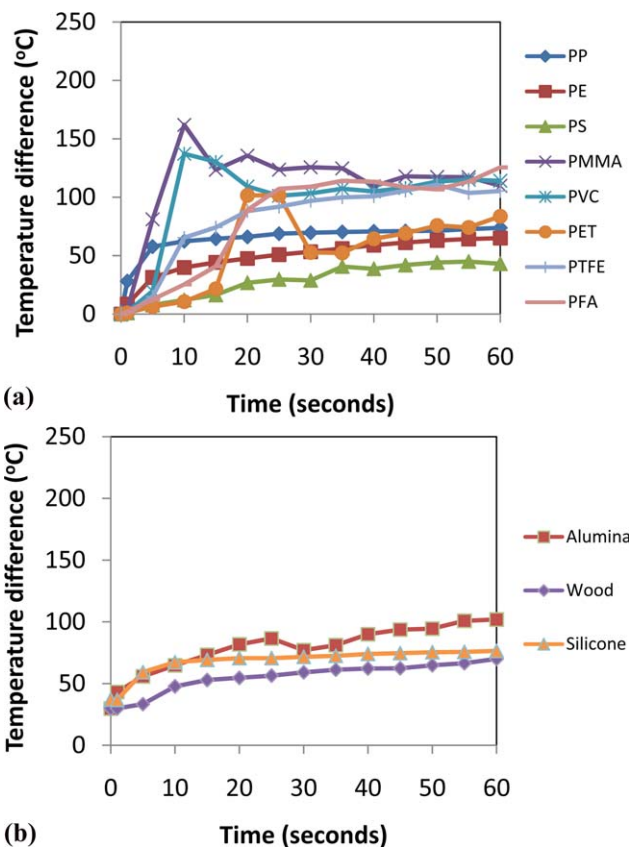 250
200
150
100
50
0
Temperature difference (ºC)
0 10 20 30 40 50 60
Time (seconds)
PP
PE
PS
PMMA
PVC
PET
PTFE
PFA
(a)
250
200
150
100
50
0
Temperature difference (ºC)
0 10 20 30 40 50 60
Time (seconds)
Alumina
Wood
Silicone
(b)